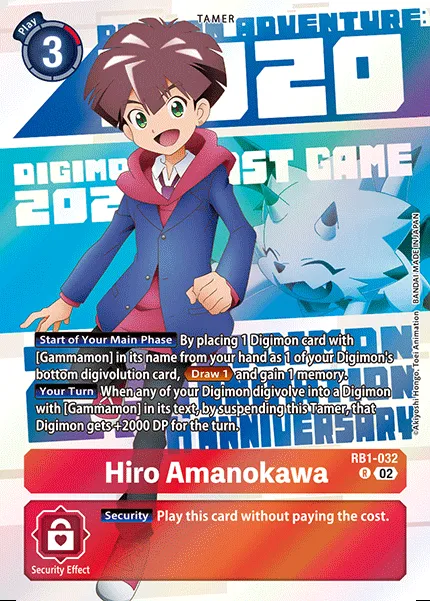 TAMER
Play
3
DIGIMON ADVENTURE:
2020
DIGIMON GHOST GAME
202
Start of Your Main Phase By placing 1 Digimon card with
[Gammamon] in its name from your hand as 1 of your Digimon's
bottom digivolution card, Draw 1 and gain 1 memory.
Your Turn When any of your Digimon digivolve into a Digimon
with [Gammamon] in its text, by suspending this Tamer, that
Digimon gets +2000 DP for the turn.
ANNIVERSARY
©Akiyoshi Hongo, Toei Animation · BANDAI MADE IN JAPAN
RB1-032
Hiro Amanokawa
R 02
Security Play this card without paying the cost.
Security Effect